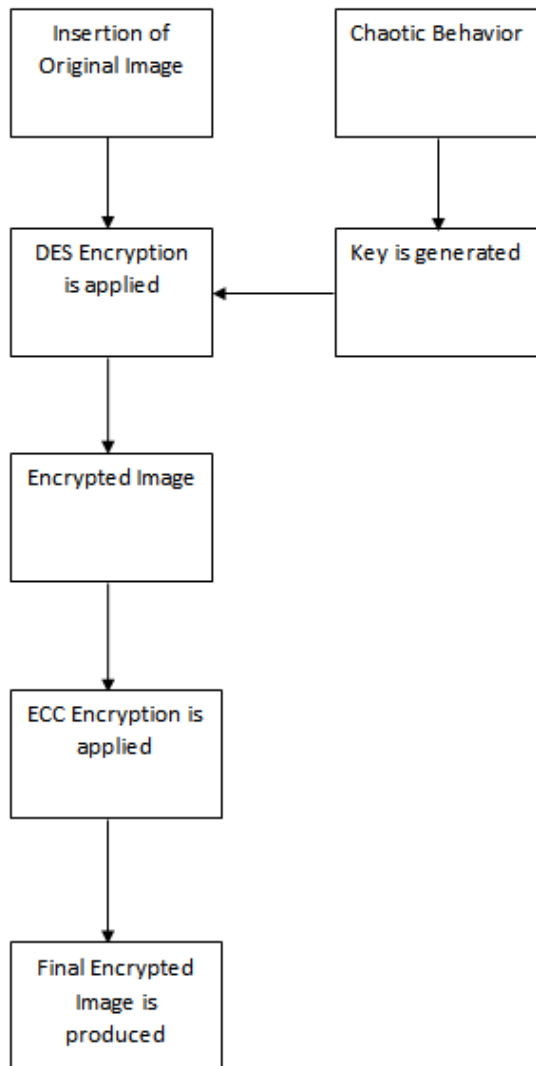 Insertion of
Original Image
Chaotic Behavior
DES Encryption
is applied
Key is generated
Encrypted Image
ECC Encryption is
applied
Final Encrypted
Image is
produced